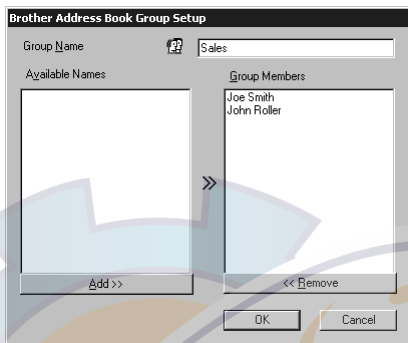 Brother Address Book Group Setup
Group Name
Sales
Available Names
Group Members
Joe Smith
John Roller
Add >>
<< Remove
OK
Cancel